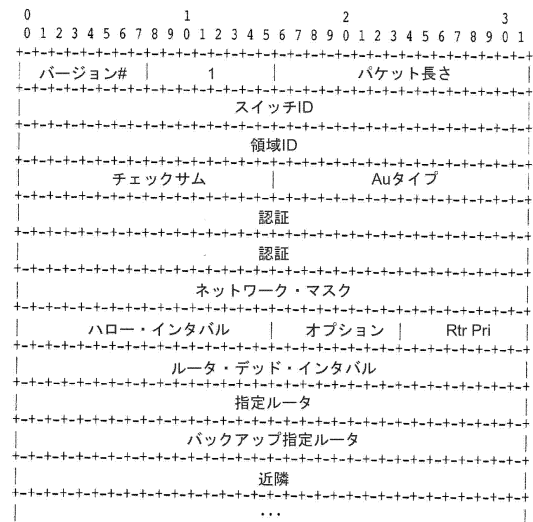 0 1 2 3
0 1 2 3 4 5 6 7 8 9 0 1 2 3 4 5 6 7 8 9 0 1 2 3 4 5 6 7 8 9 0 1
バージョン# 1 パケット長さ
スイッチID
領域ID
チェックサム Auタイプ
認証
認証
ネットワーク・マスク
ハロー・インタバル オプション Rtr Pri
ルータ・デッド・インタバル
指定ルータ
バックアップ指定ルータ
近隣
...